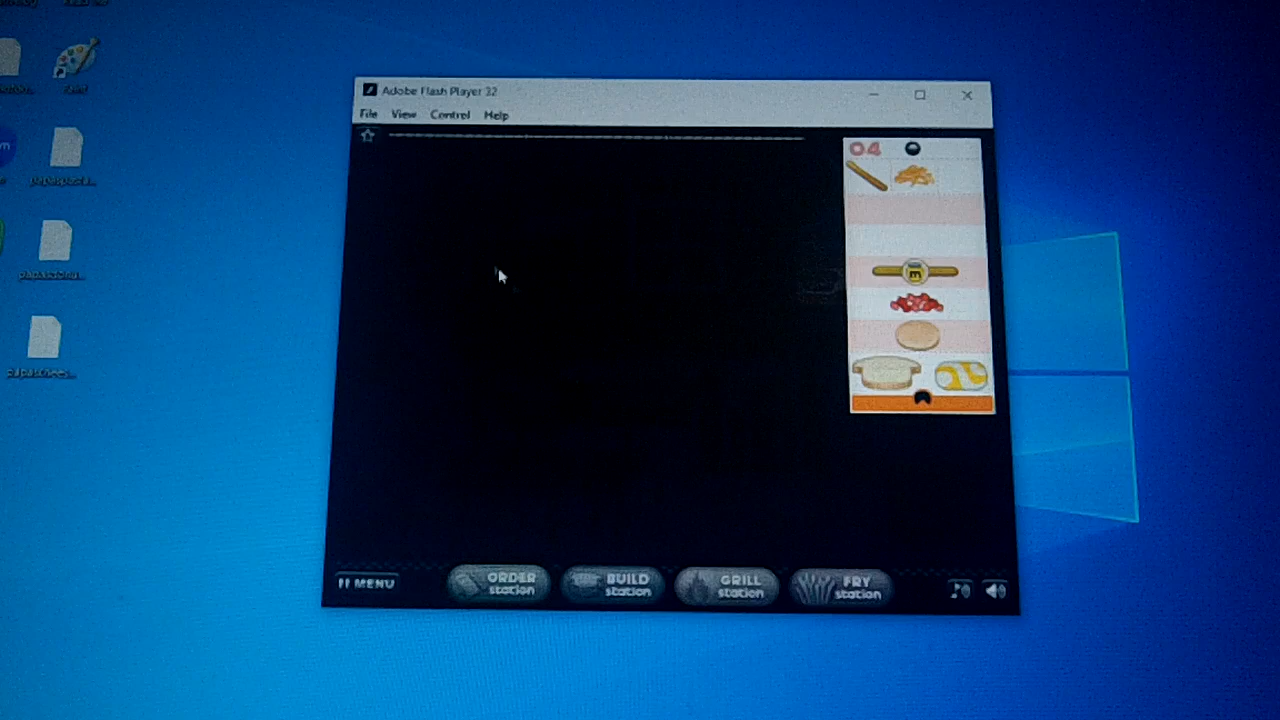 Adobe Flash Player 32
File View Control Help
04
m
MENU
ORDER station
BUILD station
GRILL station
FRY station